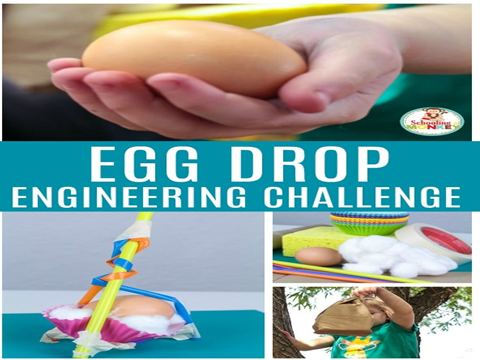 Schooling
a MONKEY
EGG DROP
ENGINEERING CHALLENGE